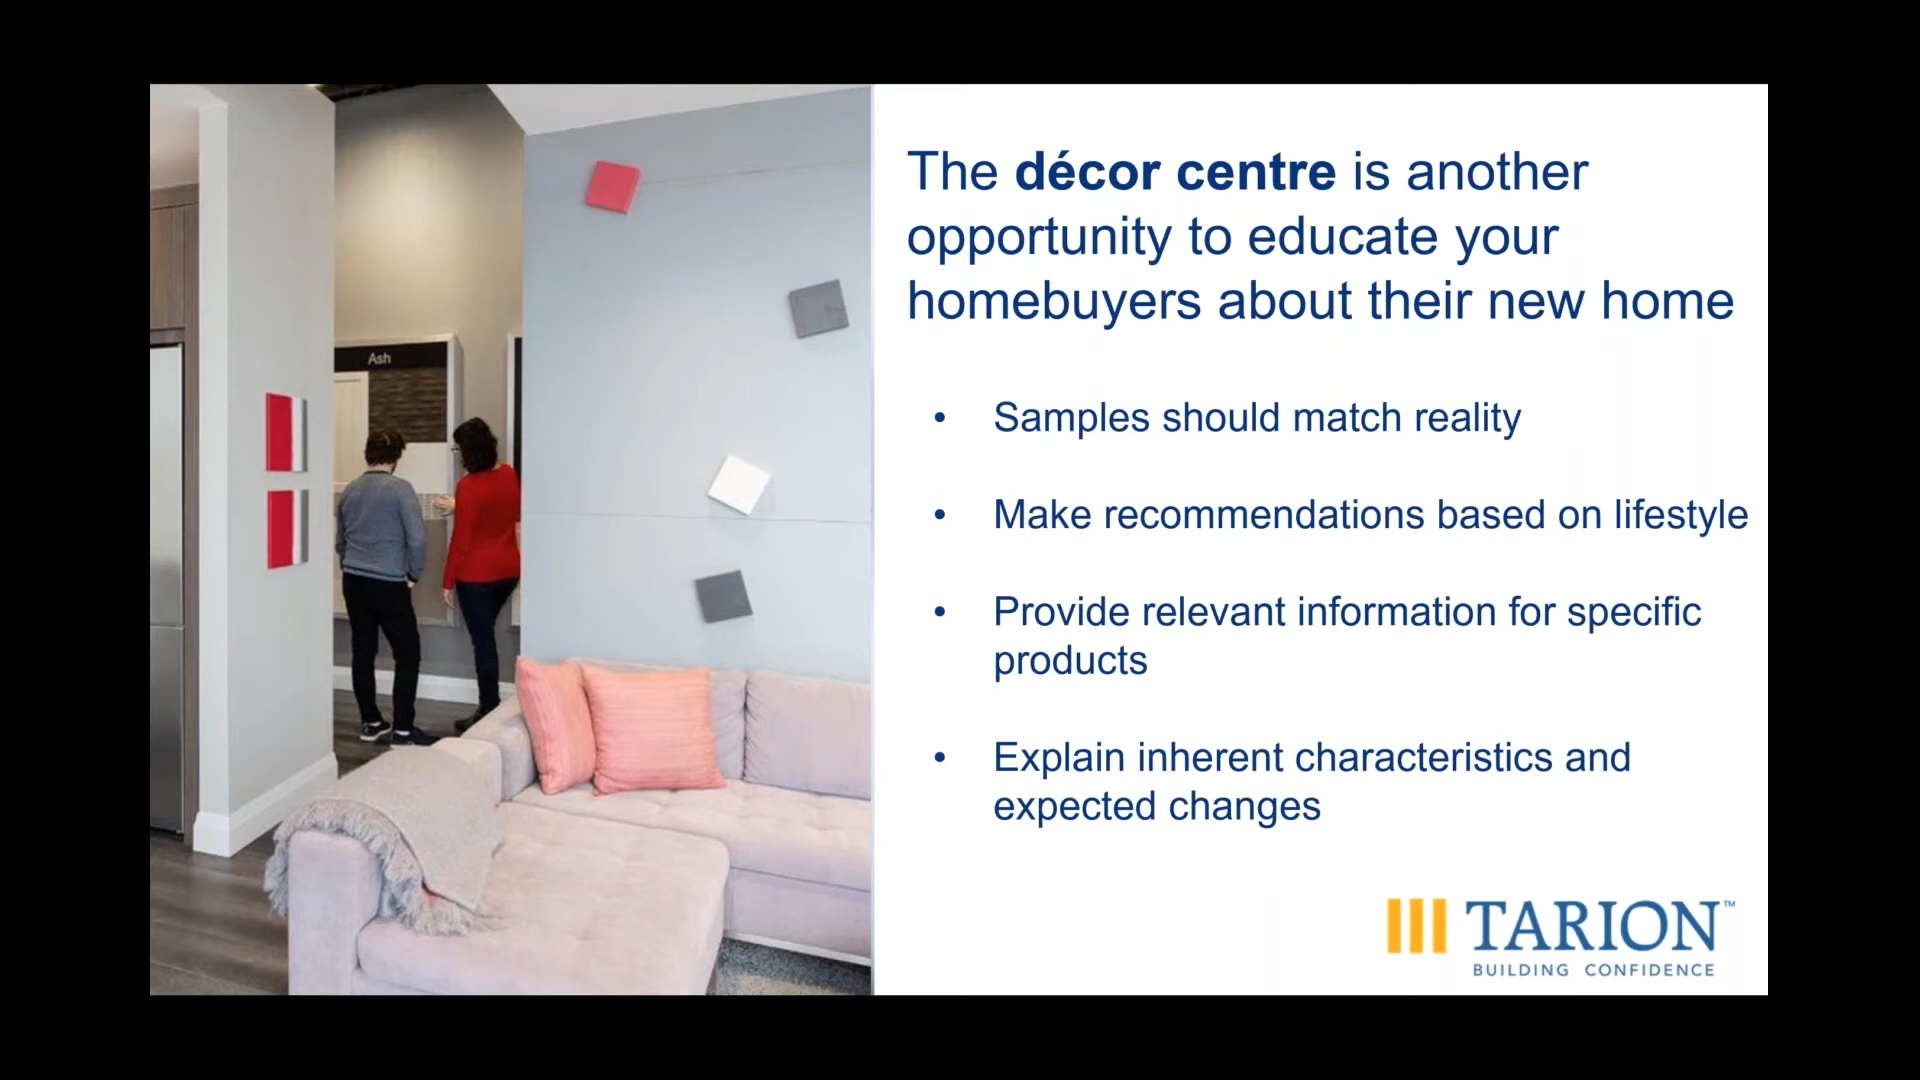 Ash
The décor centre is another
opportunity to educate your
homebuyers about their new home
• Samples should match reality
• Make recommendations based on lifestyle
• Provide relevant information for specific
products
• Explain inherent characteristics and
expected changes
TARION™
BUILDING CONFIDENCE